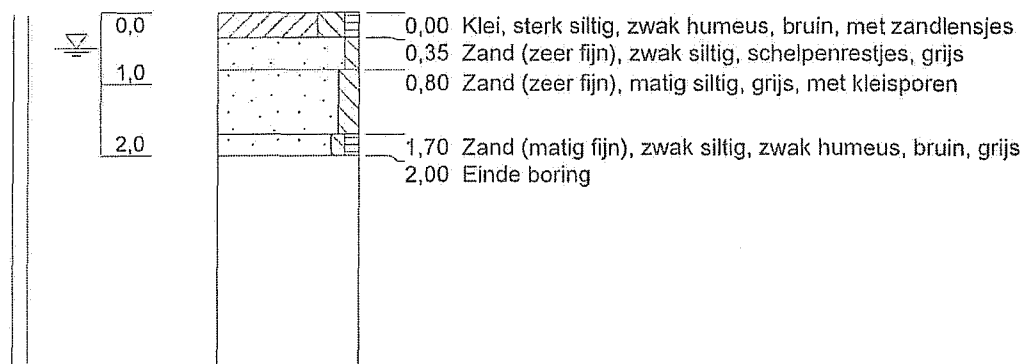 0,0
1,0
2,0
0,00 Klei, sterk siltig, zwak humeus, bruin, met zandlensjes
0,35 Zand (zeer fijn), zwak siltig, schelpenrestjes, grijs
0,80 Zand (zeer fijn), matig siltig, grijs, met kleisporen
1,70 Zand (matig fijn), zwak siltig, zwak humeus, bruin, grijs
2,00 Einde boring